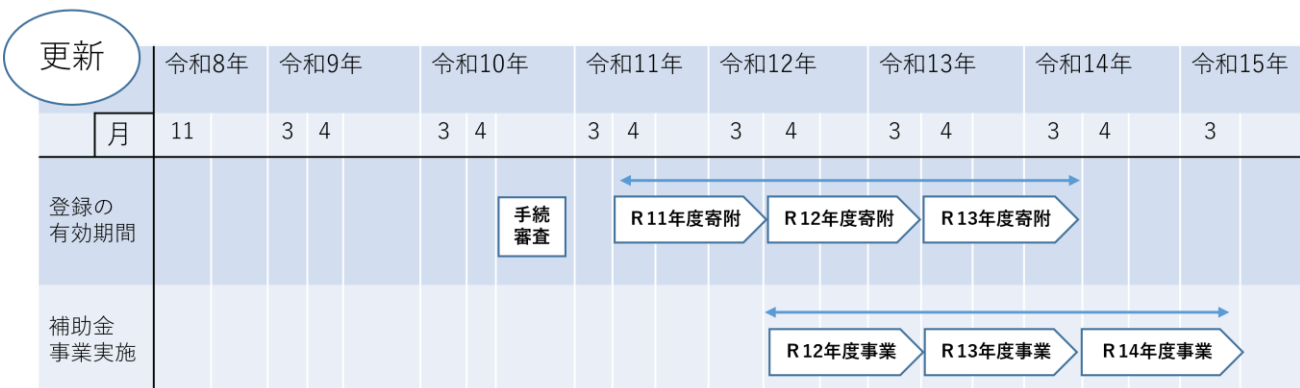 更新
令和8年 令和9年 令和10年 令和11年 令和12年 令和13年 令和14年 令和15年
月 11 3 4 3 4 3 4 3 4 3 4 3 4 3
登録の
有効期間
手続
審査
R11年度寄附 R12年度寄附 R13年度寄附
補助金
事業実施
R12年度事業 R13年度事業 R14年度事業